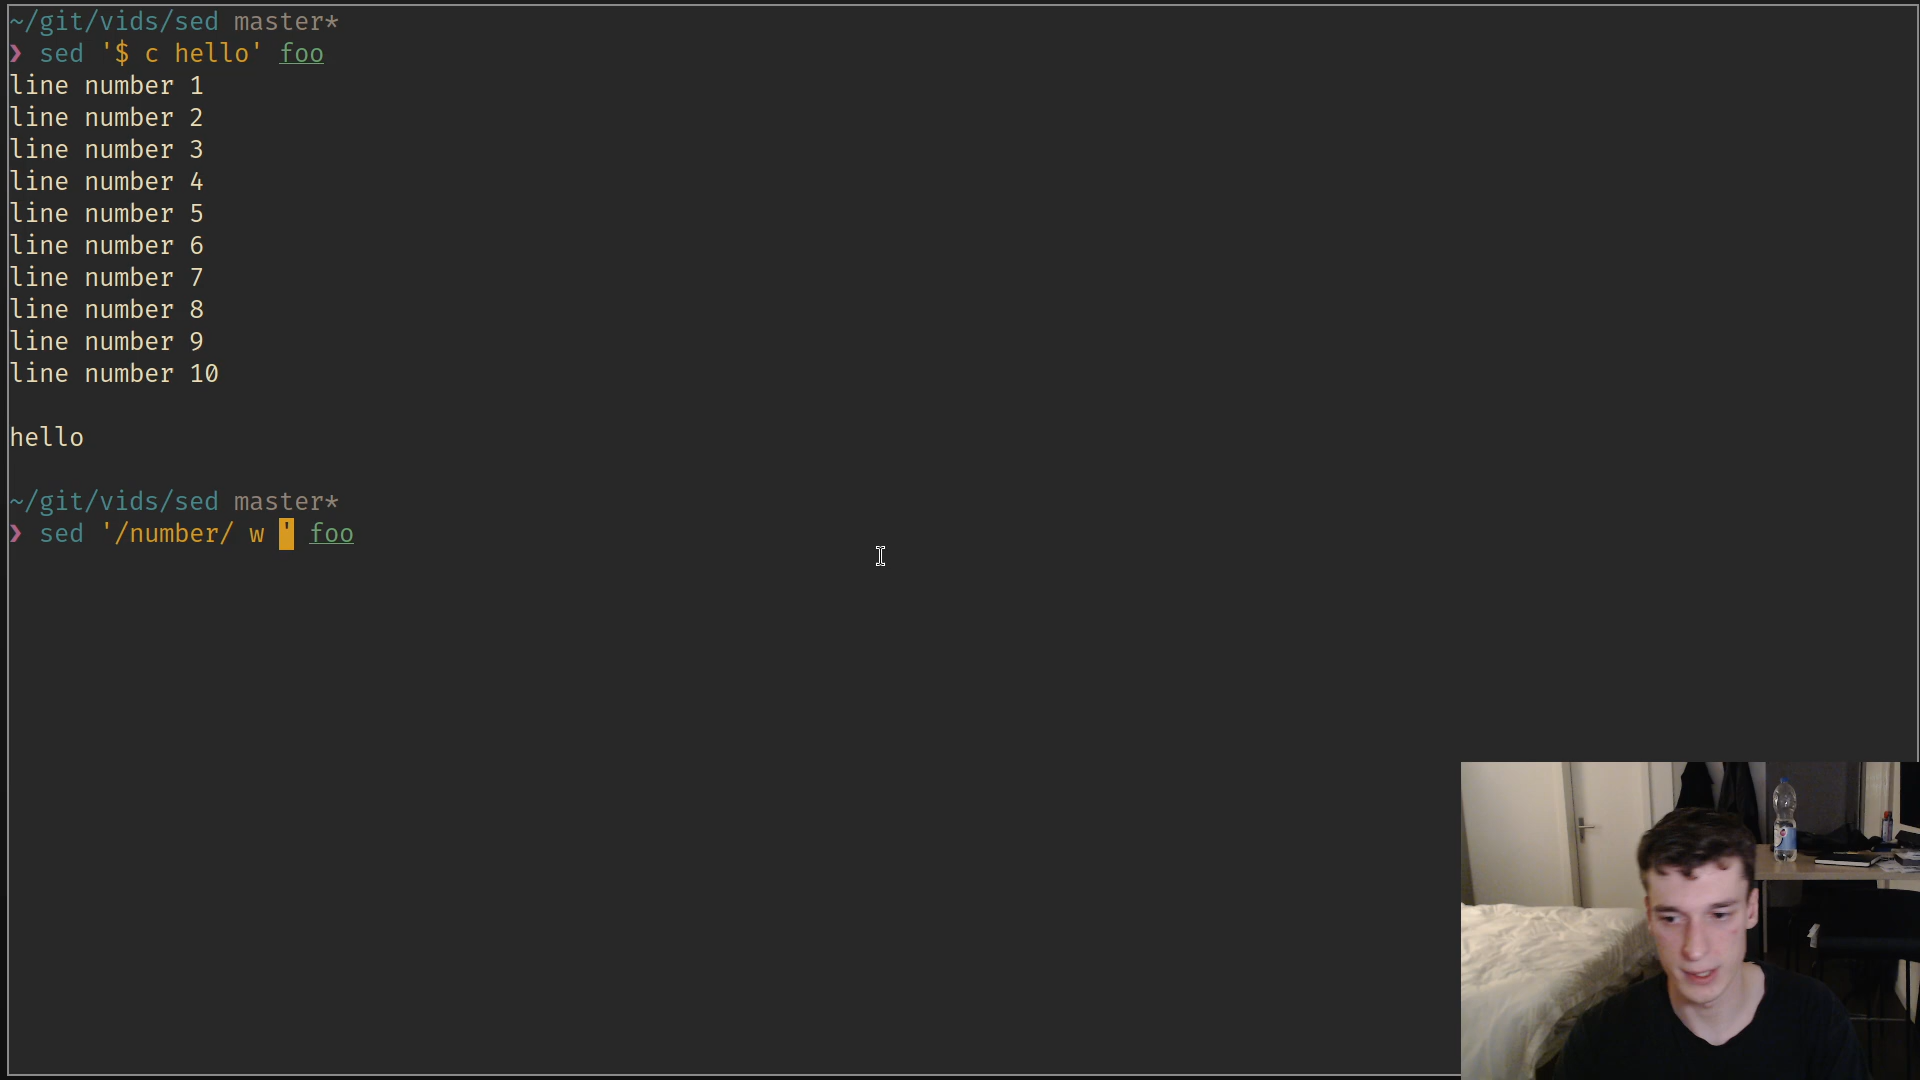 ~/git/vids/sed master*
❯ sed '$ c hello' foo
line number 1
line number 2
line number 3
line number 4
line number 5
line number 6
line number 7
line number 8
line number 9
line number 10
hello
~/git/vids/sed master*
❯ sed '/number/ w ' foo